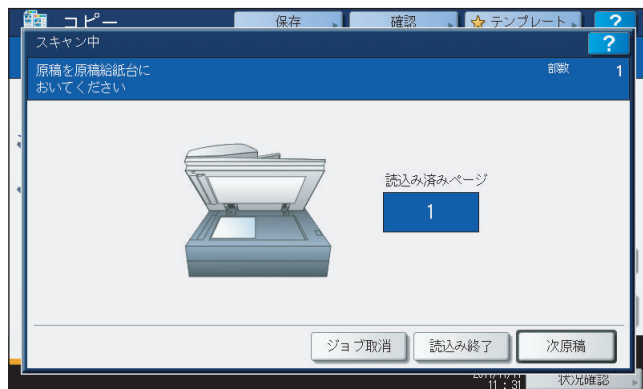 コピー
保存
確認
テンプレート
?
スキャン中
?
原稿を原稿給紙台に
おいてください
部数 1
読込み済みページ
1
ジョブ取消
読込み終了
次原稿
11:31
状況確認